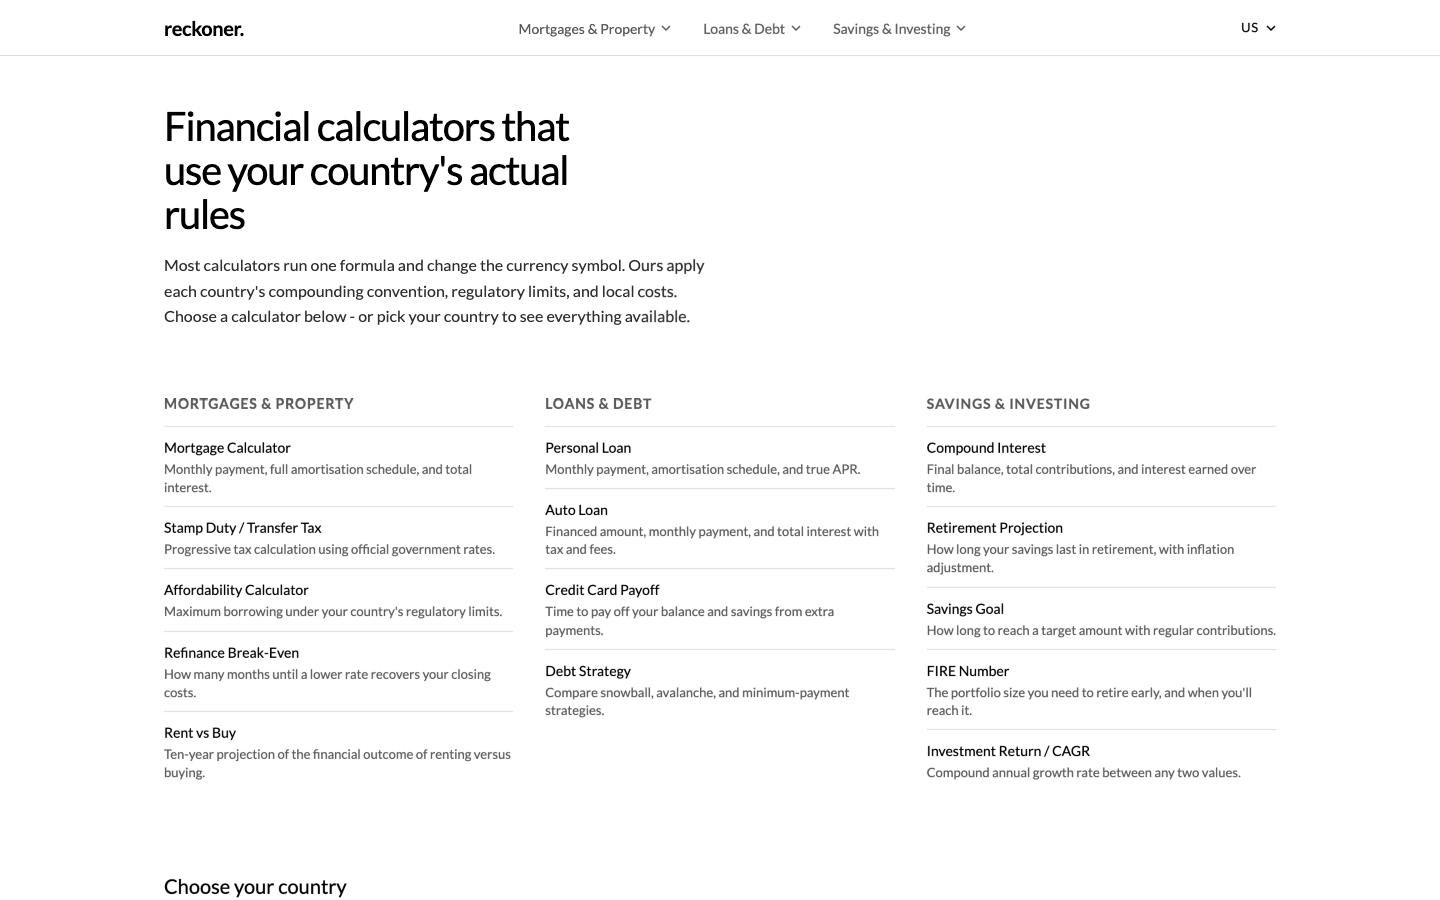 reckoner.
Mortgages & Property
Loans & Debt
Savings & Investing
US
Financial calculators that
use your country's actual
rules
Most calculators run one formula and change the currency symbol. Ours apply
each country's compounding convention, regulatory limits, and local costs.
Choose a calculator below - or pick your country to see everything available.
MORTGAGES & PROPERTY
Mortgage Calculator
Monthly payment, full amortisation schedule, and total
interest.
Stamp Duty / Transfer Tax
Progressive tax calculation using official government rates.
Affordability Calculator
Maximum borrowing under your country's regulatory limits.
Refinance Break-Even
How many months until a lower rate recovers your closing
costs.
Rent vs Buy
Ten-year projection of the financial outcome of renting versus
buying.
LOANS & DEBT
Personal Loan
Monthly payment, amortisation schedule, and true APR.
Auto Loan
Financed amount, monthly payment, and total interest with
tax and fees.
Credit Card Payoff
Time to pay off your balance and savings from extra
payments.
Debt Strategy
Compare snowball, avalanche, and minimum-payment
strategies.
SAVINGS & INVESTING
Compound Interest
Final balance, total contributions, and interest earned over
time.
Retirement Projection
How long your savings last in retirement, with inflation
adjustment.
Savings Goal
How long to reach a target amount with regular contributions.
FIRE Number
The portfolio size you need to retire early, and when you'll
reach it.
Investment Return / CAGR
Compound annual growth rate between any two values.
Choose your country